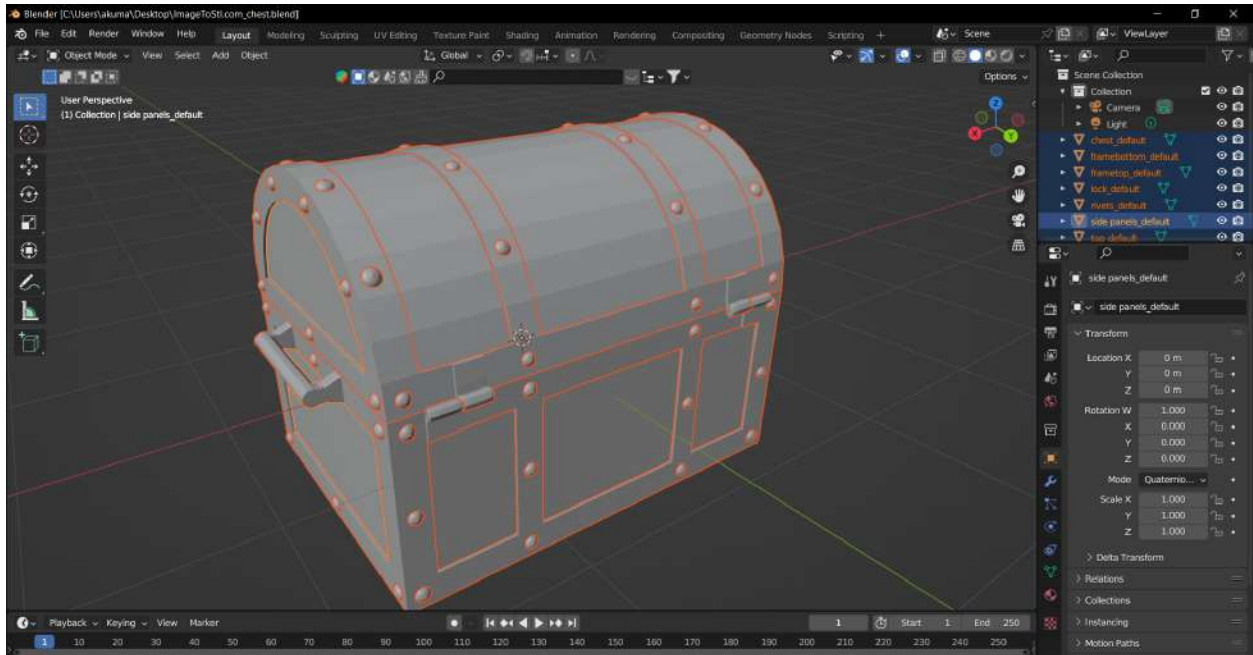 Blender [C:\Users\akuma\Desktop\ImageToStl.com_chest.blend]
File Edit Render Window Help Layout Modeling Sculpting UV Editing Texture Paint Shading Animation Rendering Compositing Geometry Nodes Scripting + Scene ViewLayer
Object Mode View Select Add Object Global
Options
User Perspective
(1) Collection | side panels_default
Z
X
Y
Scene Collection
Collection
Camera
Light
chest_default
framebottom_default
frametop_default
lock_default
rivets_default
side panels_default
top_default
side panels_default
side panels_default
Transform
Location X 0 m
Y 0 m
Z 0 m
Rotation W 1.000
X 0.000
Y 0.000
Z 0.000
Mode Quaternio...
Scale X 1.000
Y 1.000
Z 1.000
Delta Transform
Relations
Collections
Instancing
Motion Paths
Playback Keying View Marker 1 Start 1 End 250
1 10 20 30 40 50 60 70 80 90 100 110 120 130 140 150 160 170 180 190 200 210 220 230 240 250